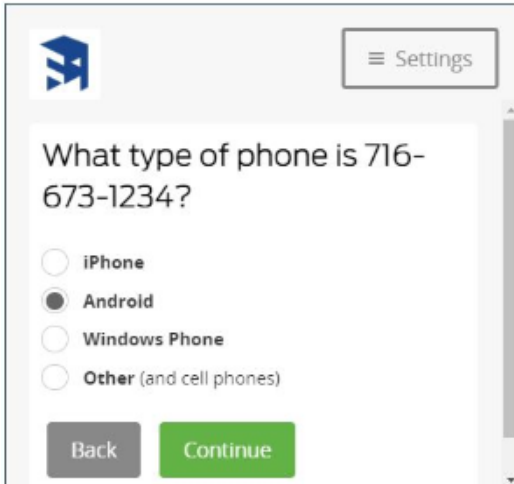 ≡ Settings
What type of phone is 716-
673-1234?
iPhone
Android
Windows Phone
Other (and cell phones)
Back Continue